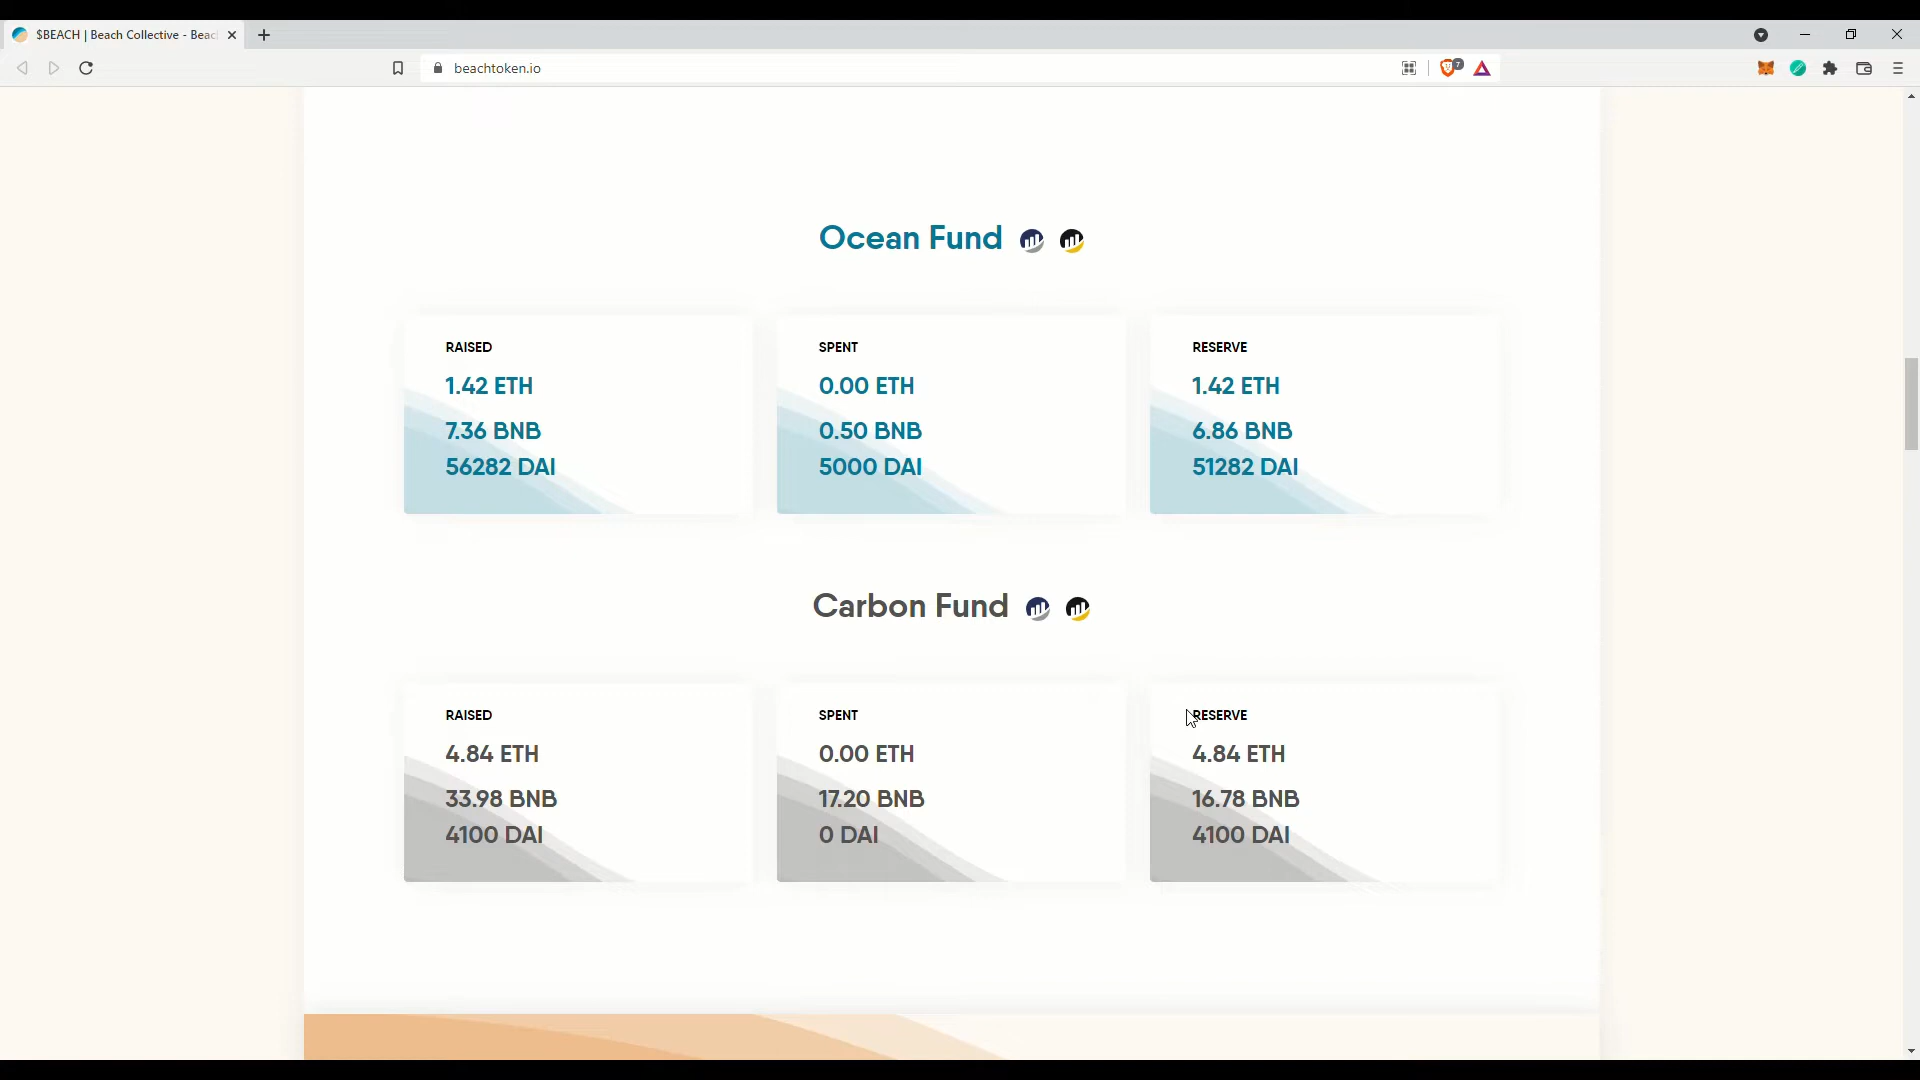 $BEACH | Beach Collective - Beac
beachtoken.io
7
Ocean Fund
RAISED
1.42 ETH
7.36 BNB
56282 DAI
SPENT
0.00 ETH
0.50 BNB
5000 DAI
RESERVE
1.42 ETH
6.86 BNB
51282 DAI
Carbon Fund
RAISED
4.84 ETH
33.98 BNB
4100 DAI
SPENT
0.00 ETH
17.20 BNB
0 DAI
RESERVE
4.84 ETH
16.78 BNB
4100 DAI